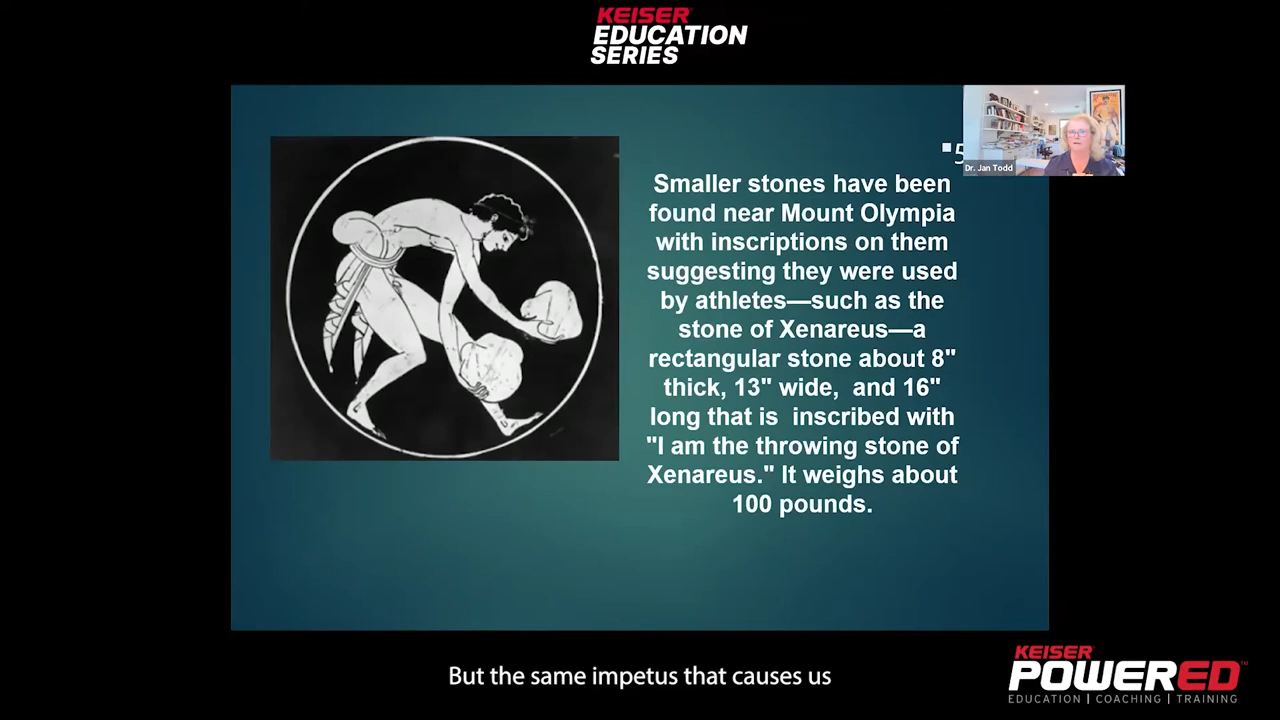 KEISER
EDUCATION
SERIES
Dr. Jan Todd
Smaller stones have been
found near Mount Olympia
with inscriptions on them
suggesting they were used
by athletes—such as the
stone of Xenareus—a
rectangular stone about 8"
thick, 13" wide,  and 16"
long that is  inscribed with
"I am the throwing stone of
Xenareus." It weighs about
100 pounds.
But the same impetus that causes us
KEISER
POWERED™
EDUCATION | COACHING | TRAINING